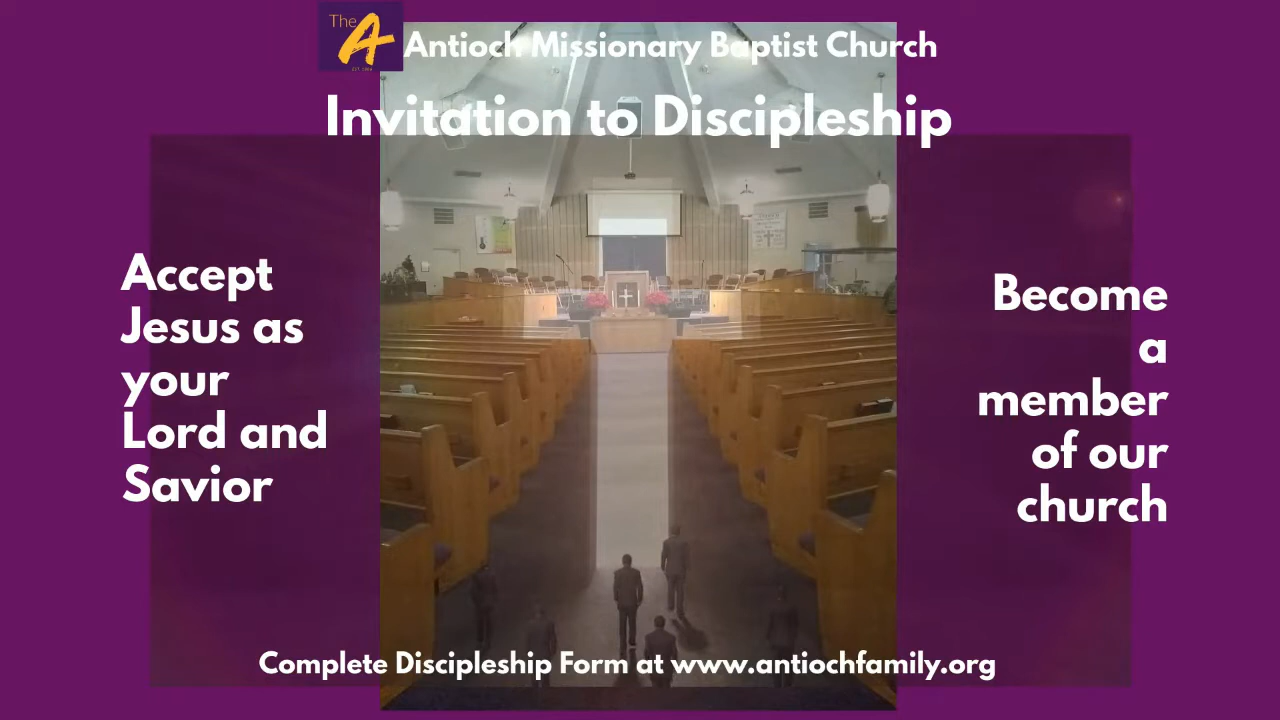 The
A
Antioch Missionary Baptist Church
Invitation to Discipleship
Accept
Jesus as
your
Lord and
Savior
Become
a
member
of our
church
Complete Discipleship Form at www.antiochfamily.org